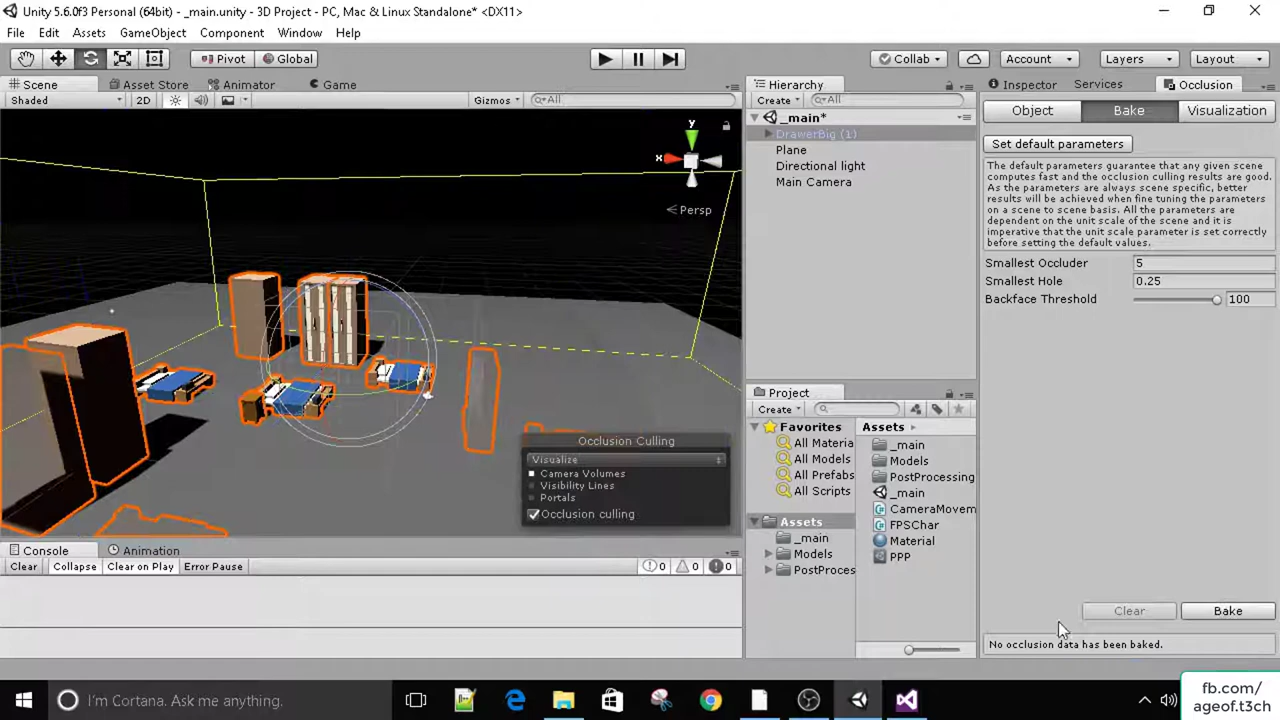 Unity 5.6.0f3 Personal (64bit) - _main.unity - 3D Project - PC, Mac & Linux Standalone* <DX11>
File Edit Assets GameObject Component Window Help
Pivot Global Collab Account Layers Layout
Scene Asset Store Animator Game
Shaded 2D Gizmos All
y
x
Persp
Occlusion Culling
Visualize
Camera Volumes
Visibility Lines
Portals
Occlusion culling
Console Animation
Clear Collapse Clear on Play Error Pause 0 0 0
Hierarchy
Create All
_main*
DrawerBig (1)
Plane
Directional light
Main Camera
Project
Create
Favorites
All Materia
All Models
All Prefabs
All Scripts
Assets
_main
Models
PostProces
Assets
_main
Models
PostProcessing
_main
CameraMovem
FPSChar
Material
PPP
Inspector Services Occlusion
Object Bake Visualization
Set default parameters
The default parameters guarantee that any given scene
computes fast and the occlusion culling results are good.
As the parameters are always scene specific, better
results will be achieved when fine tuning the parameters
on a scene to scene basis. All the parameters are
dependent on the unit scale of the scene and it is
imperative that the unit scale parameter is set correctly
before setting the default values.
Smallest Occluder 5
Smallest Hole 0.25
Backface Threshold 100
Clear Bake
No occlusion data has been baked.
I'm Cortana. Ask me anything.
fb.com/
ageof.t3ch